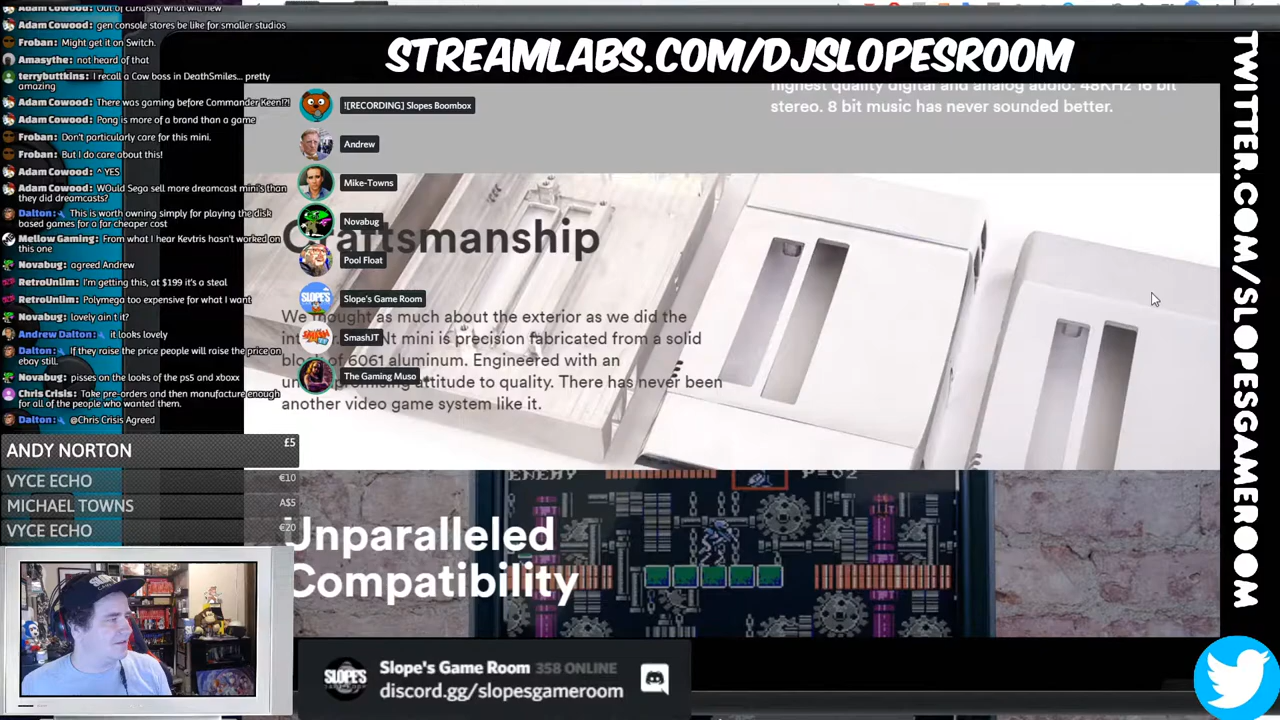 Adam Cowood: Out of curiosity what will new
gen console stores be like for smaller studios
Froban: Might get it on Switch.
Amasythe: not heard of that
terrybuttkins: I recall a Cow boss in DeathSmiles... pretty
amazing
Adam Cowood: There was gaming before Commander Keen!?!
Adam Cowood: Pong is more of a brand than a game
Froban: Don't particularly care for this mini.
Froban: But I do care about this!
Adam Cowood: ^ YES
Adam Cowood: WOuld Sega sell more dreamcast mini's than
they did dreamcasts?
Dalton: This is worth owning simply for playing the disk
based games for a far cheaper cost
Mellow Gaming: From what I hear Kevtris hasn't worked on
this one
Novabug: agreed Andrew
RetroUnlim: I'm getting this, at $199 it's a steal
RetroUnlim: Polymega too expensive for what I want
Novabug: lovely ain't it?
Andrew Dalton: it looks lovely
Dalton: If they raise the price people will raise the price on
ebay still.
Novabug: pisses on the looks of the ps5 and xboxx
Chris Crisis: Take pre-orders and then manufacture enough
for all of the people who wanted them.
Dalton: @Chris Crisis Agreed
ANDY NORTON £5
VYCE ECHO €10
MICHAEL TOWNS A$5
VYCE ECHO €20
STREAMLABS.COM/DJSLOPESROOM
highest quality digital and analog audio. 48KHz 16 bit
stereo. 8 bit music has never sounded better.
![RECORDING] Slopes Boombox
Andrew
Mike-Towns
Novabug
Pool Float
Slope's Game Room
SmashJT
The Gaming Muso
Craftsmanship
We thought as much about the exterior as we did the
Nt mini is precision fabricated from a solid
block of 6061 aluminum. Engineered with an
uncompromising attitude to quality. There has never been
another video game system like it.
ENEMY P=02
Unparalleled
Compatibility
SLOPES
Slope's Game Room 358 ONLINE
discord.gg/slopesgameroom
TWITTER.COM/SLOPESGAMEROOM